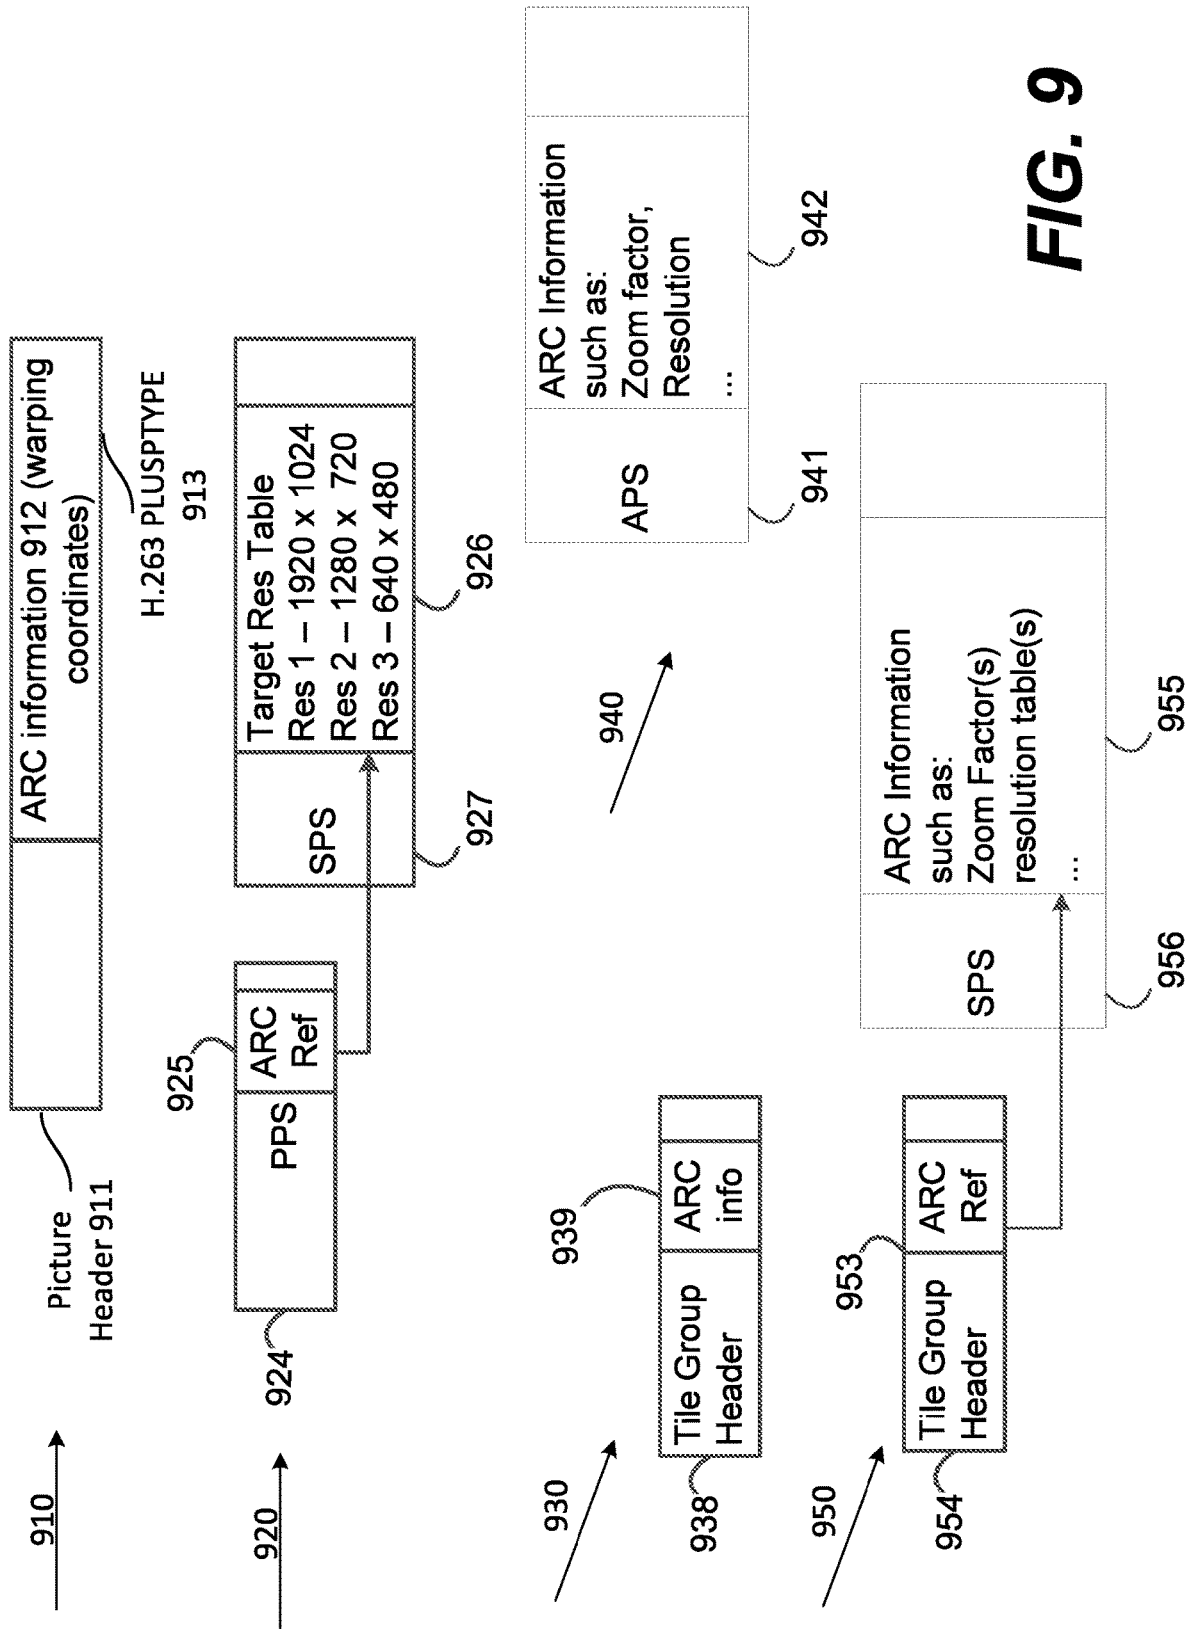 910
Picture
Header 911
ARC information 912 (warping
coordinates)
H.263 PLUSPTYPE
913
920
924
PPS
925
ARC
Ref
SPS
927
Target Res Table
Res 1 – 1920 x 1024
Res 2 – 1280 x 720
Res 3 – 640 x 480
926
930
938
Tile Group
Header
939
ARC
info
940
APS
941
ARC Information
such as:
Zoom factor,
Resolution
...
942
950
954
Tile Group
Header
953
ARC
Ref
SPS
956
ARC Information
such as:
Zoom Factor(s)
resolution table(s)
...
955
FIG. 9